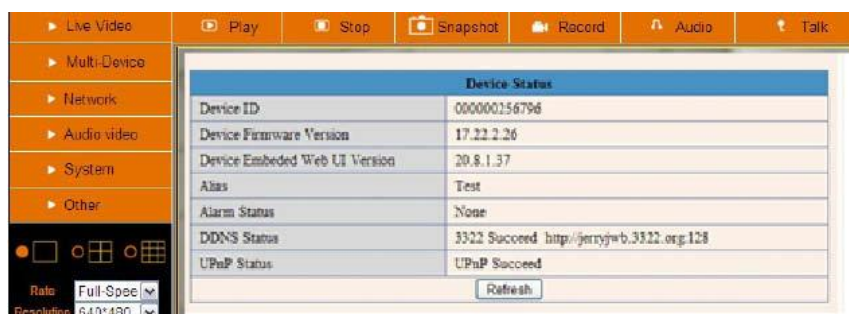 Live Video Play Stop Snapshot Record Audio Talk
Multi-Device
Network
Audio video
System
Other
Device Status
Device ID 000000256796
Device Firmware Version 17.22.2.26
Device Embeded Web UI Version 20.8.1.37
Alias Test
Alarm Status None
DDNS Status 3322 Succeed http://jerryjwb.3322.org:128
UPnP Status UPnP Succeed
Refresh
Rate Full-Spee
Resolution 640*480